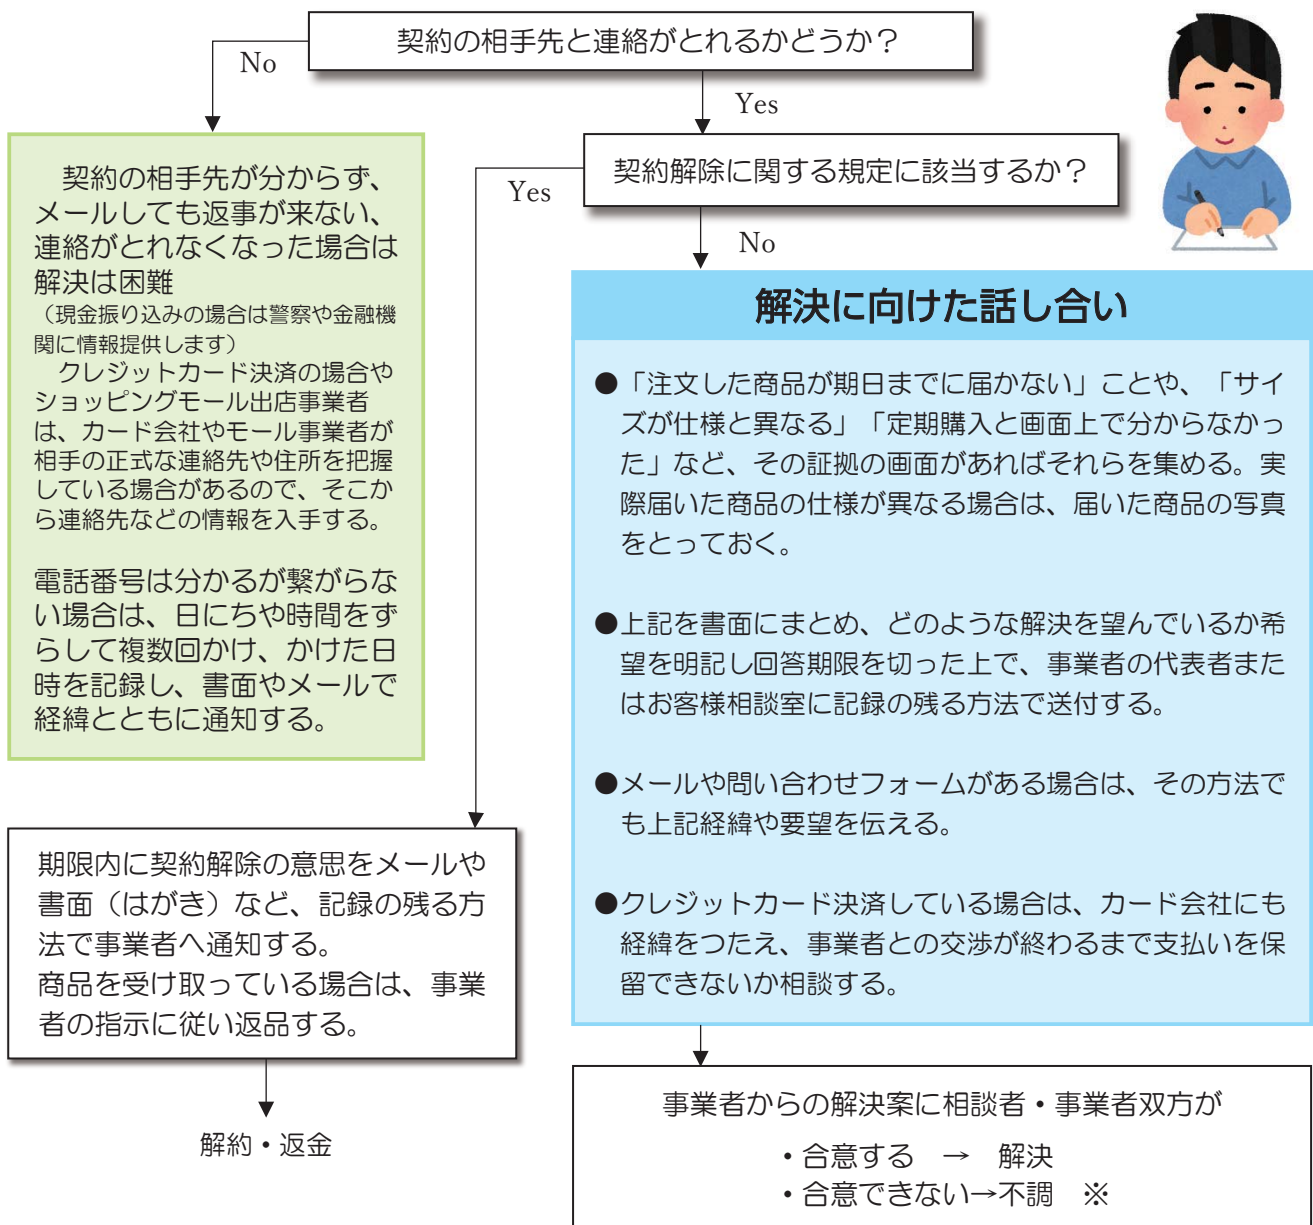 契約の相手先と連絡がとれるかどうか？
No
Yes
契約の相手先が分からず、
メールしても返事が来ない、
連絡がとれなくなった場合は
解決は困難
（現金振り込みの場合は警察や金融機
関に情報提供します）
クレジットカード決済の場合や
ショッピングモール出店事業者
は、カード会社やモール事業者が
相手の正式な連絡先や住所を把握
している場合があるので、そこか
ら連絡先などの情報を入手する。
電話番号は分かるが繋がらな
い場合は、日にちや時間をず
らして複数回かけ、かけた日
時を記録し、書面やメールで
経緯とともに通知する。
契約解除に関する規定に該当するか？
Yes
No
期限内に契約解除の意思をメールや
書面（はがき）など、記録の残る方
法で事業者へ通知する。
商品を受け取っている場合は、事業
者の指示に従い返品する。
解約・返金
解決に向けた話し合い
●「注文した商品が期日までに届かない」ことや、「サイ
ズが仕様と異なる」「定期購入と画面上で分からなかっ
た」など、その証拠の画面があればそれらを集める。実
際届いた商品の仕様が異なる場合は、届いた商品の写真
をとっておく。
●上記を書面にまとめ、どのような解決を望んでいるか希
望を明記し回答期限を切った上で、事業者の代表者また
はお客様相談室に記録の残る方法で送付する。
●メールや問い合わせフォームがある場合は、その方法で
も上記経緯や要望を伝える。
●クレジットカード決済している場合は、カード会社にも
経緯をつたえ、事業者との交渉が終わるまで支払いを保
留できないか相談する。
事業者からの解決案に相談者・事業者双方が
・合意する　→　解決
・合意できない→不調　※